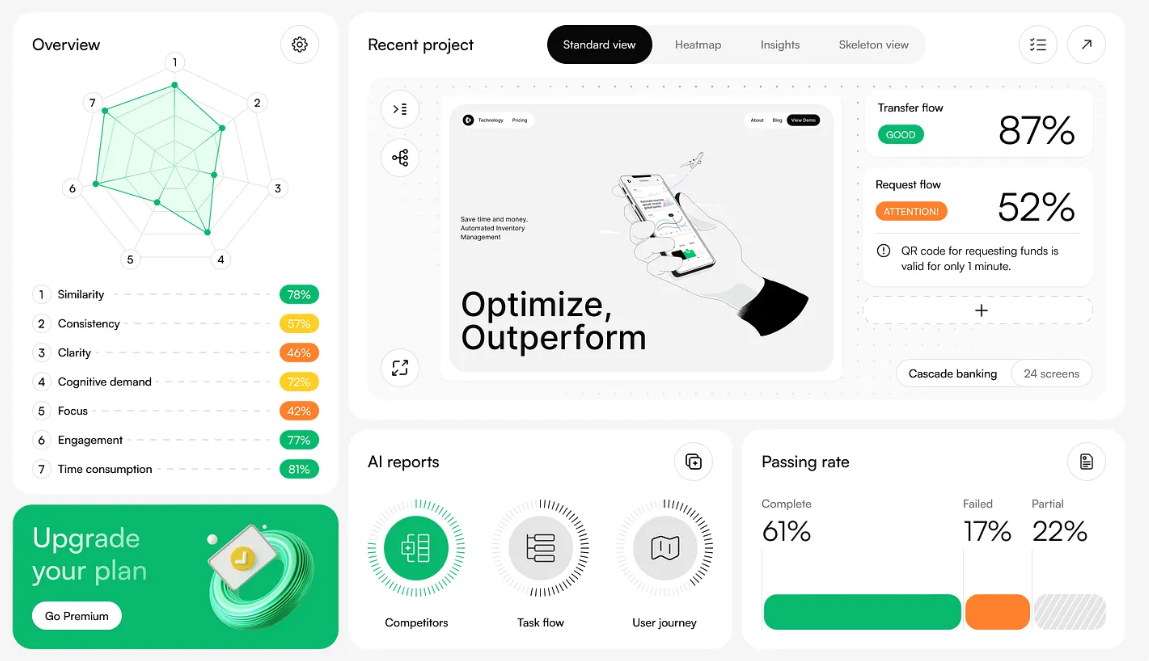 Overview
1
2
3
4
5
6
7
1 Similarity 78%
2 Consistency 57%
3 Clarity 46%
4 Cognitive demand 72%
5 Focus 42%
6 Engagement 77%
7 Time consumption 81%
Upgrade
your plan
Go Premium
Recent project
Standard view Heatmap Insights Skeleton view
Technology Pricing About Blog View Demo
Save time and money.
Automated Inventory
Management
Optimize,
Outperform
Transfer flow
GOOD
87%
Request flow
ATTENTION!
52%
QR code for requesting funds is
valid for only 1 minute.
+
Cascade banking 24 screens
AI reports
Competitors Task flow User journey
Passing rate
Complete Failed Partial
61% 17% 22%